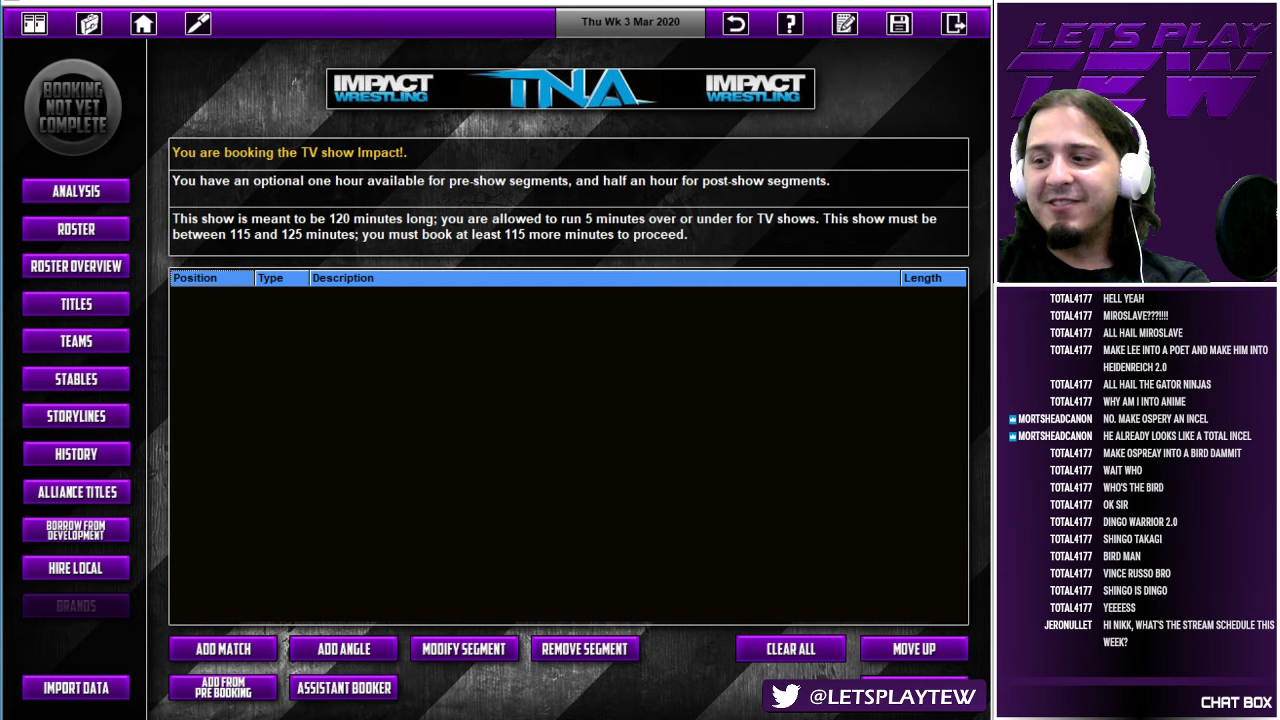 Thu Wk 3 Mar 2020
LETS PLAY
TEW
BOOKING
NOT YET
COMPLETE
IMPACT
WRESTLING
TNA
IMPACT
WRESTLING
You are booking the TV show Impact!.
You have an optional one hour available for pre-show segments, and half an hour for post-show segments.
This show is meant to be 120 minutes long; you are allowed to run 5 minutes over or under for TV shows. This show must be
between 115 and 125 minutes; you must book at least 115 more minutes to proceed.
Position Type Description Length
ANALYSIS
ROSTER
ROSTER OVERVIEW
TITLES
TEAMS
STABLES
STORYLINES
HISTORY
ALLIANCE TITLES
BORROW FROM
DEVELOPMENT
HIRE LOCAL
BRANDS
IMPORT DATA
ADD MATCH ADD ANGLE MODIFY SEGMENT REMOVE SEGMENT CLEAR ALL MOVE UP
ADD FROM
PRE BOOKING
ASSISTANT BOOKER
@LETSPLAYTEW
TOTAL4177 HELL YEAH
TOTAL4177 MIROSLAVE???!!!!
TOTAL4177 ALL HAIL MIROSLAVE
TOTAL4177 MAKE LEE INTO A POET AND MAKE HIM INTO
HEIDENREICH 2.0
TOTAL4177 ALL HAIL THE GATOR NINJAS
TOTAL4177 WHY AM I INTO ANIME
MORTSHEADCANON NO. MAKE OSPERY AN INCEL
MORTSHEADCANON HE ALREADY LOOKS LIKE A TOTAL INCEL
TOTAL4177 MAKE OSPREAY INTO A BIRD DAMMIT
TOTAL4177 WAIT WHO
TOTAL4177 WHO'S THE BIRD
TOTAL4177 OK SIR
TOTAL4177 DINGO WARRIOR 2.0
TOTAL4177 SHINGO TAKAGI
TOTAL4177 BIRD MAN
TOTAL4177 VINCE RUSSO BRO
TOTAL4177 SHINGO IS DINGO
TOTAL4177 YEEEESS
JERONULLET HI NIKK, WHAT'S THE STREAM SCHEDULE THIS
WEEK?
CHAT BOX